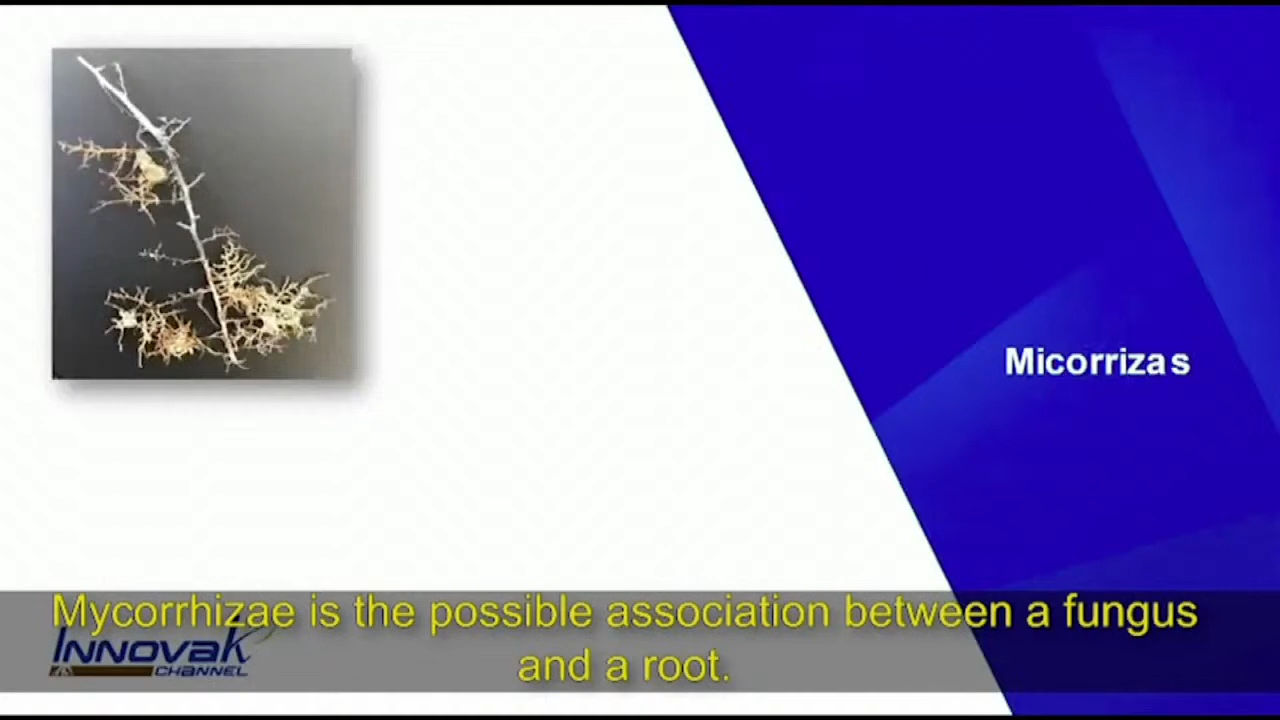 Micorrizas
Mycorrhizae is the possible association between a fungus
and a root.
INNOVAK
CHANNEL